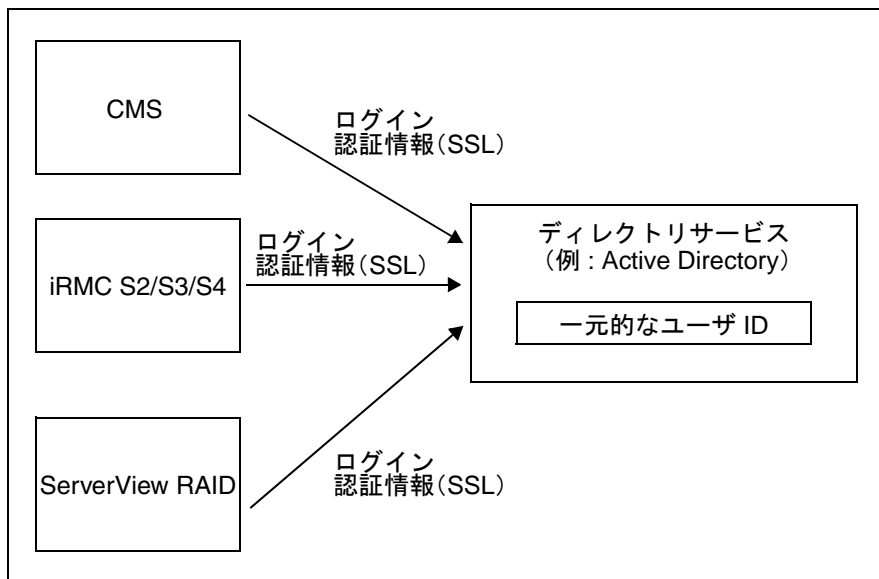 CMS
ログイン
認証情報(SSL)
ディレクトリサービス
(例 : Active Directory)
ログイン
認証情報(SSL)
iRMC S2/S3/S4
一元的なユーザ ID
ログイン
認証情報(SSL)
ServerView RAID